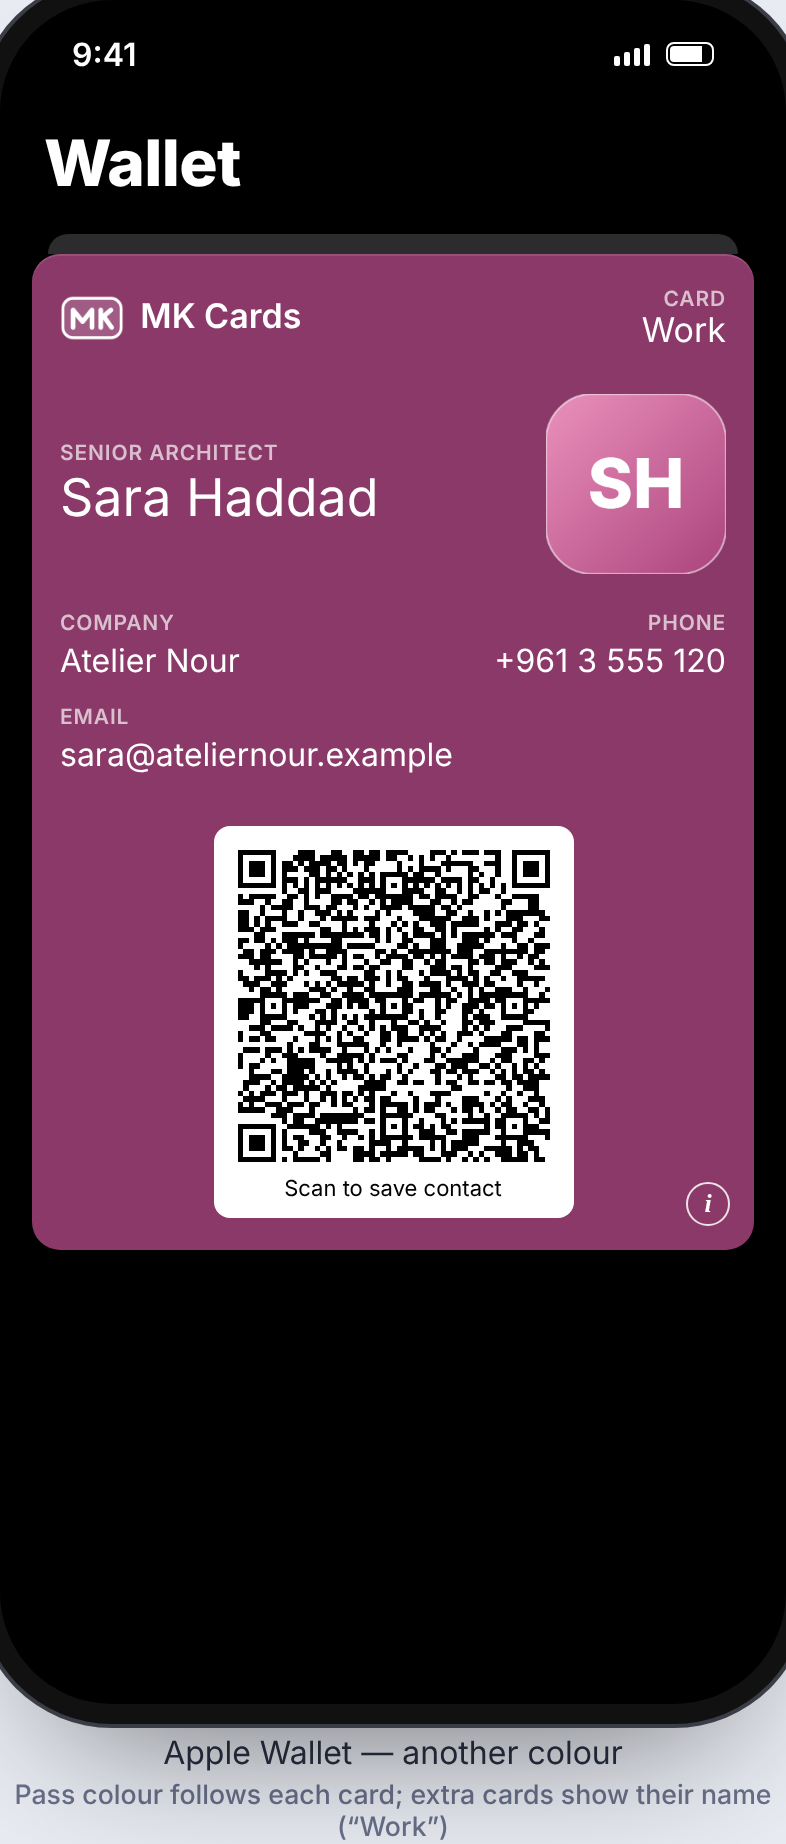 9:41
Wallet
MK
MK Cards
CARD
Work
SENIOR ARCHITECT
Sara Haddad
SH
COMPANY
PHONE
Atelier Nour
+961 3 555 120
EMAIL
sara@ateliernour.example
Scan to save contact
i
Apple Wallet — another colour
Pass colour follows each card; extra cards show their name
(“Work”)